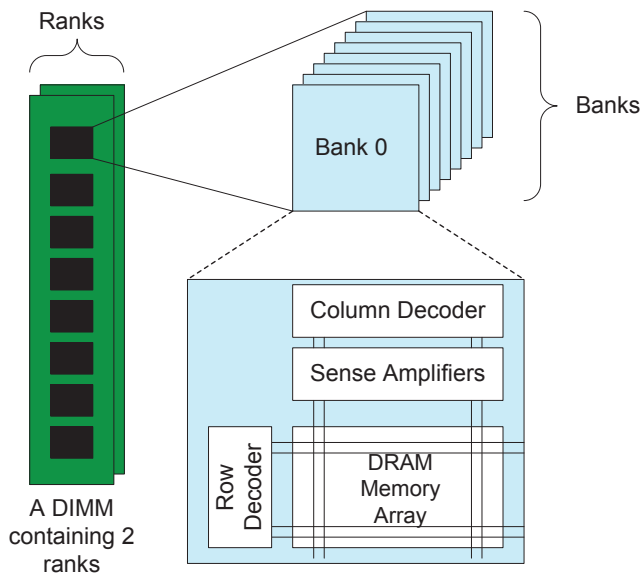 Ranks
Banks
Bank 0
Column Decoder
Sense Amplifiers
Row
Decoder
DRAM
Memory
Array
A DIMM
containing 2
ranks